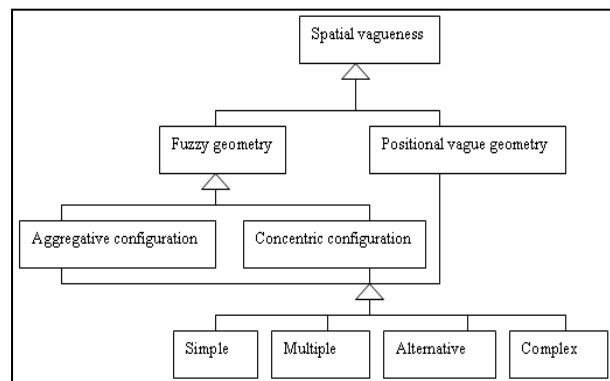 Spatial vagueness
Fuzzy geometry
Positional vague geometry
Aggregative configuration
Concentric configuration
Simple
Multiple
Alternative
Complex